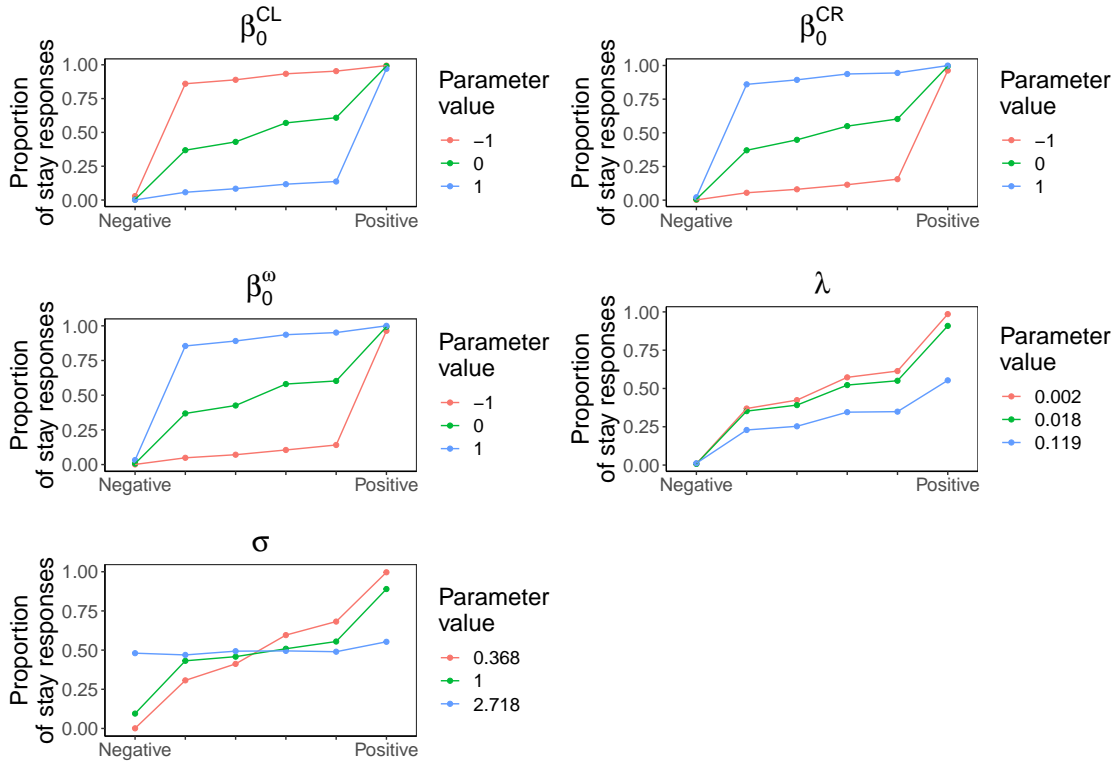 β₀^CL
Proportion
of stay responses
1.00
0.75
0.50
0.25
0.00
Negative
Positive
Parameter
value
−1
0
1
β₀^CR
Proportion
of stay responses
1.00
0.75
0.50
0.25
0.00
Negative
Positive
Parameter
value
−1
0
1
β₀^ω
Proportion
of stay responses
1.00
0.75
0.50
0.25
0.00
Negative
Positive
Parameter
value
−1
0
1
λ
Proportion
of stay responses
1.00
0.75
0.50
0.25
0.00
Negative
Positive
Parameter
value
0.002
0.018
0.119
σ
Proportion
of stay responses
1.00
0.75
0.50
0.25
0.00
Negative
Positive
Parameter
value
0.368
1
2.718